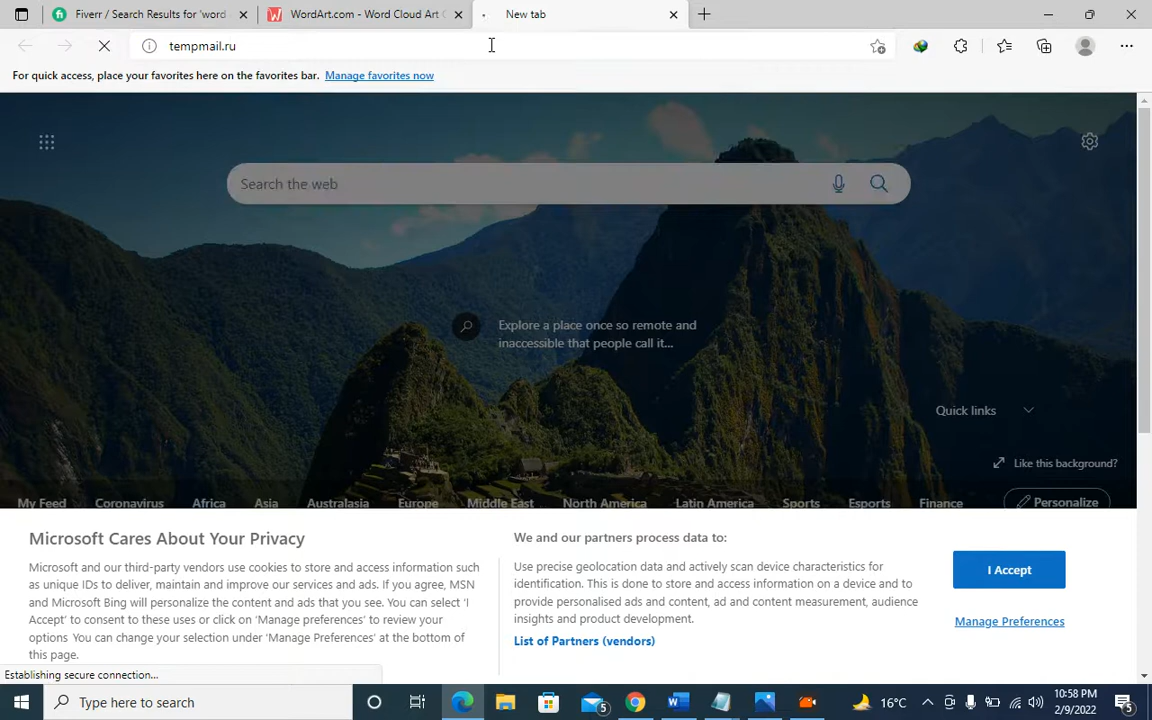 Fiverr / Search Results for 'word
WordArt.com - Word Cloud Art C
New tab
tempmail.ru
For quick access, place your favorites here on the favorites bar. Manage favorites now
Search the web
Explore a place once so remote and
inaccessible that people call it...
Quick links
Like this background?
My Feed Coronavirus Africa Asia Australasia Europe Middle East North America Latin America Sports Esports Finance Personalize
Microsoft Cares About Your Privacy
Microsoft and our third-party vendors use cookies to store and access information such
as unique IDs to deliver, maintain and improve our services and ads. If you agree, MSN
and Microsoft Bing will personalize the content and ads that you see. You can select 'I
Accept' to consent to these uses or click on 'Manage preferences' to review your
options You can change your selection under 'Manage Preferences' at the bottom of
this page.
We and our partners process data to:
Use precise geolocation data and actively scan device characteristics for
identification. This is done to store and access information on a device and to
provide personalised ads and content, ad and content measurement, audience
insights and product development.
List of Partners (vendors)
I Accept
Manage Preferences
Establishing secure connection...
Type here to search
5
16°C
10:58 PM
2/9/2022
5